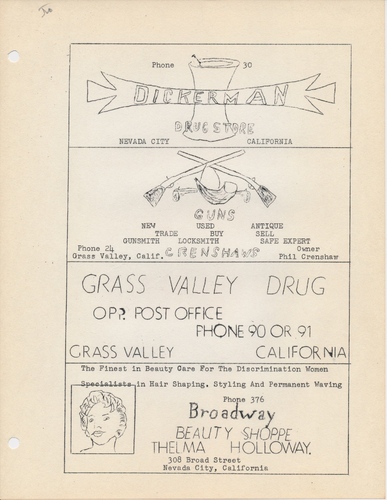 Phone 30
DICKERMAN
DRUG STORE
NEVADA CITY CALIFORNIA
GUNS
NEW USED ANTIQUE
TRADE BUY SELL
GUNSMITH LOCKSMITH SAFE EXPERT
Phone 24 Owner
Grass Valley, Calif. CRENSHAWS Phil Crenshaw
GRASS VALLEY DRUG
OPP. POST OFFICE
PHONE 90 OR 91
GRASS VALLEY CALIFORNIA
The Finest in Beauty Care For The Discrimination Women
Specialists in Hair Shaping. Styling And Permanent Waving
Phone 376
Broadway
BEAUTY SHOPPE
THELMA HOLLOWAY.
308 Broad Street
Nevada City, California